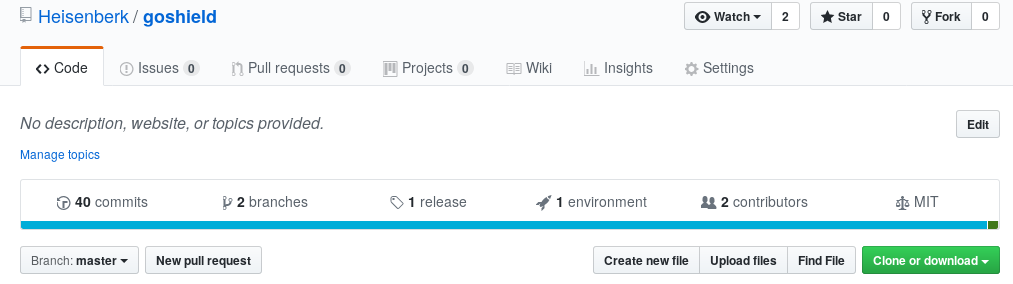 Heisenberk / goshield Watch 2 Star 0 Fork 0
Code Issues 0 Pull requests 0 Projects 0 Wiki Insights Settings
No description, website, or topics provided. Edit
Manage topics
40 commits 2 branches 1 release 1 environment 2 contributors MIT
Branch: master New pull request Create new file Upload files Find File Clone or download